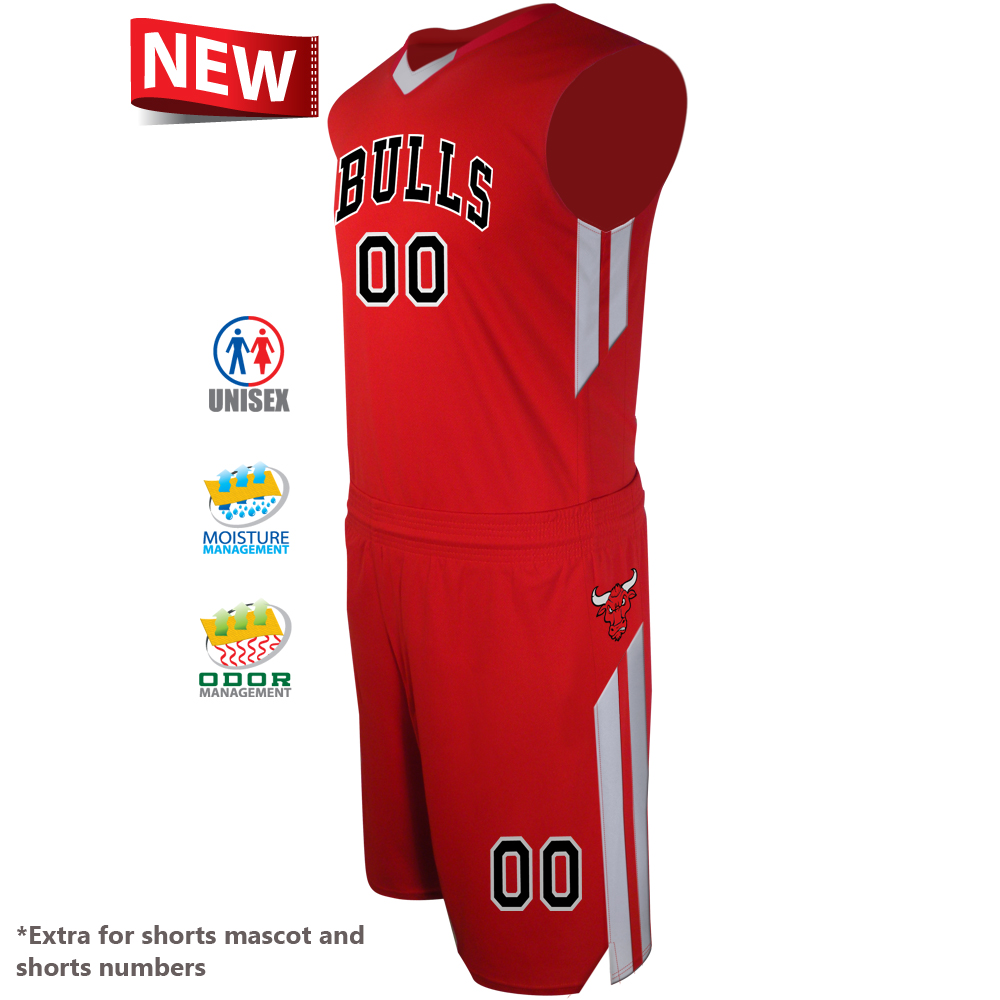 NEW
BULLS
00
UNISEX
MOISTURE
MANAGEMENT
ODOR
MANAGEMENT
00
*Extra for shorts mascot and
shorts numbers